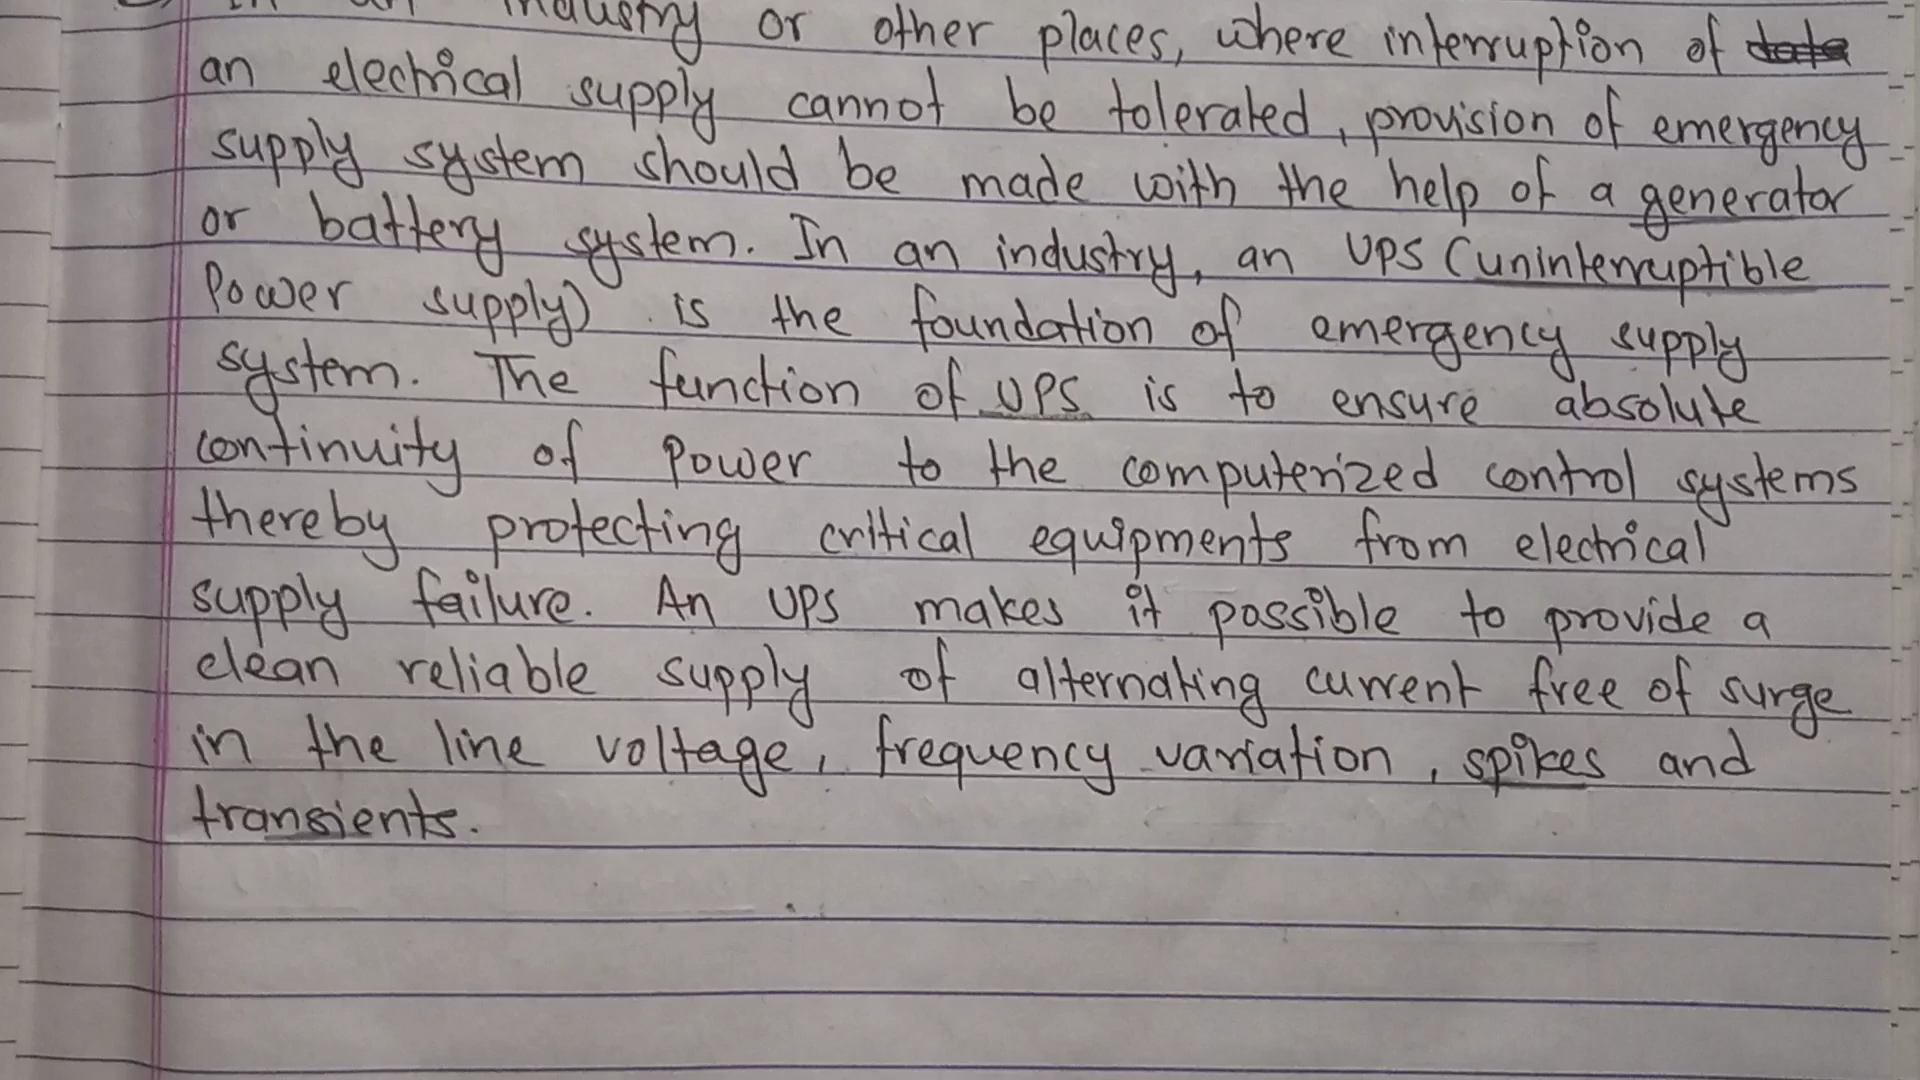 In an industry or other places, where interruption of
an electrical supply cannot be tolerated, provision of emergency
supply system should be made with the help of a generator
or battery system. In an industry, an UPS (uninterruptible
Power supply) is the foundation of emergency supply
system. The function of UPS is to ensure absolute
continuity of Power to the computerized control systems
thereby protecting critical equipments from electrical
supply failure. An UPS makes it possible to provide a
clean reliable supply of alternating current free of surge
in the line voltage, frequency variation, spikes and
transients.